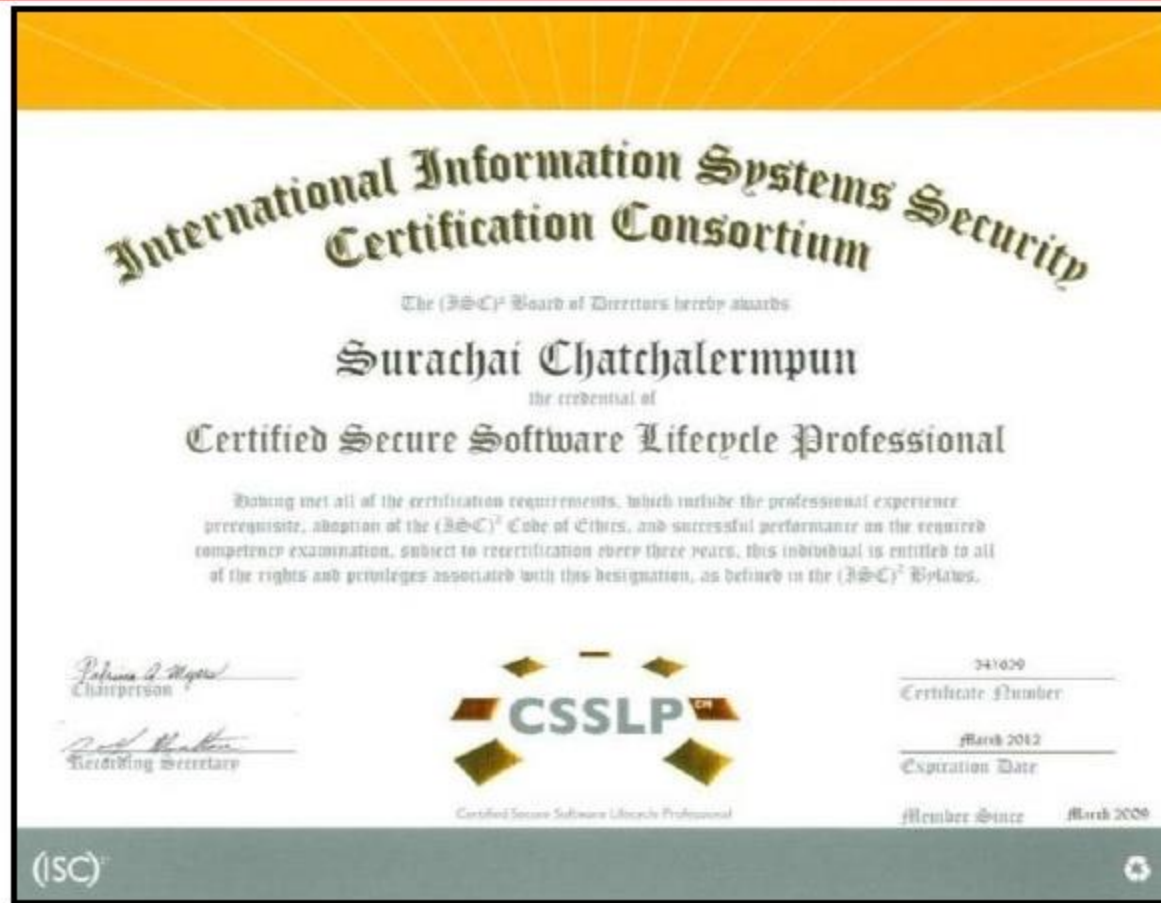 International Information Systems Security
Certification Consortium
The (ISC)² Board of Directors hereby awards
Surachai Chatchalermpun
the credential of
Certified Secure Software Lifecycle Professional
Having met all of the certification requirements, which include the professional experience
prerequisite, adoption of the (ISC)² Code of Ethics, and successful performance on the required
competency examination, subject to recertification every three years, this individual is entitled to all
of the rights and privileges associated with this designation, as defined in the (ISC)² Bylaws.
Patricia A Myers
Chairperson
Recording Secretary
CSSLP
Certified Secure Software Lifecycle Professional
Certificate Number
March 2012
Expiration Date
Member Since March 2009
(ISC)²